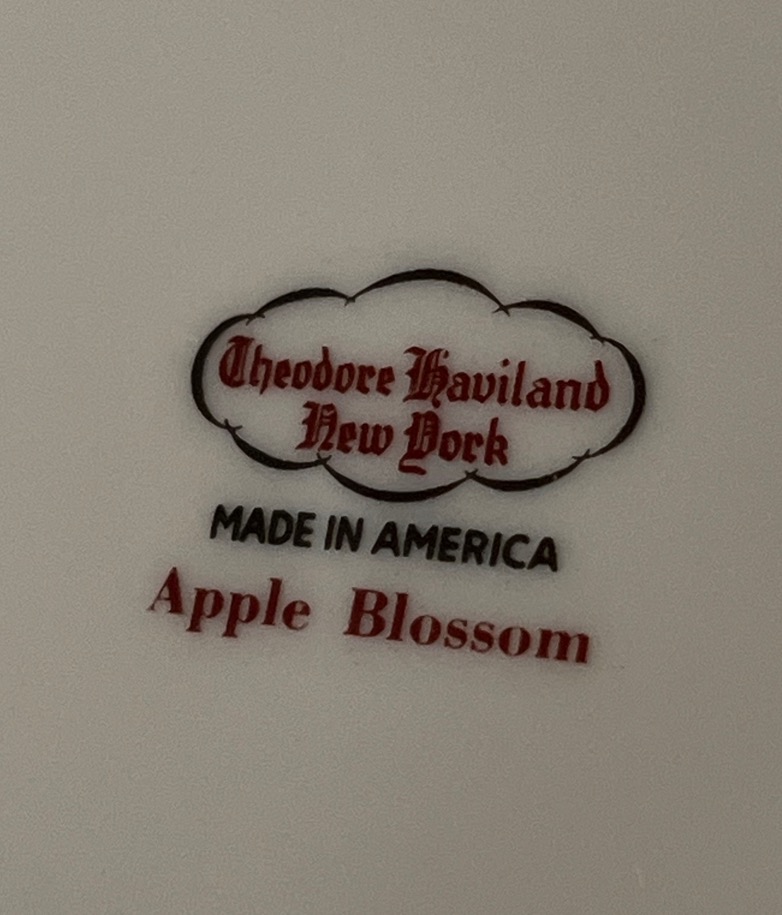 Theodore Haviland
New York
MADE IN AMERICA
Apple Blossom